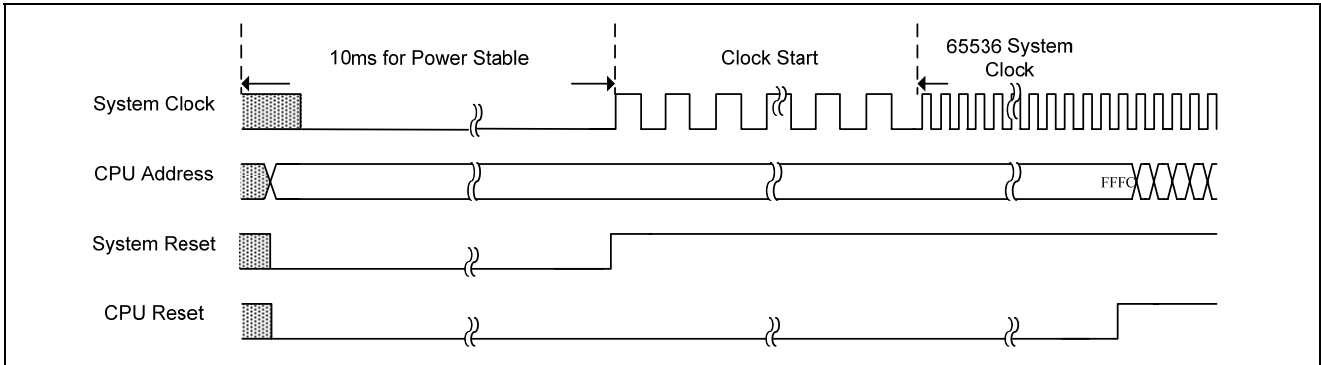 10ms for Power Stable
Clock Start
65536 System
Clock
System Clock
CPU Address
FFFC
System Reset
CPU Reset